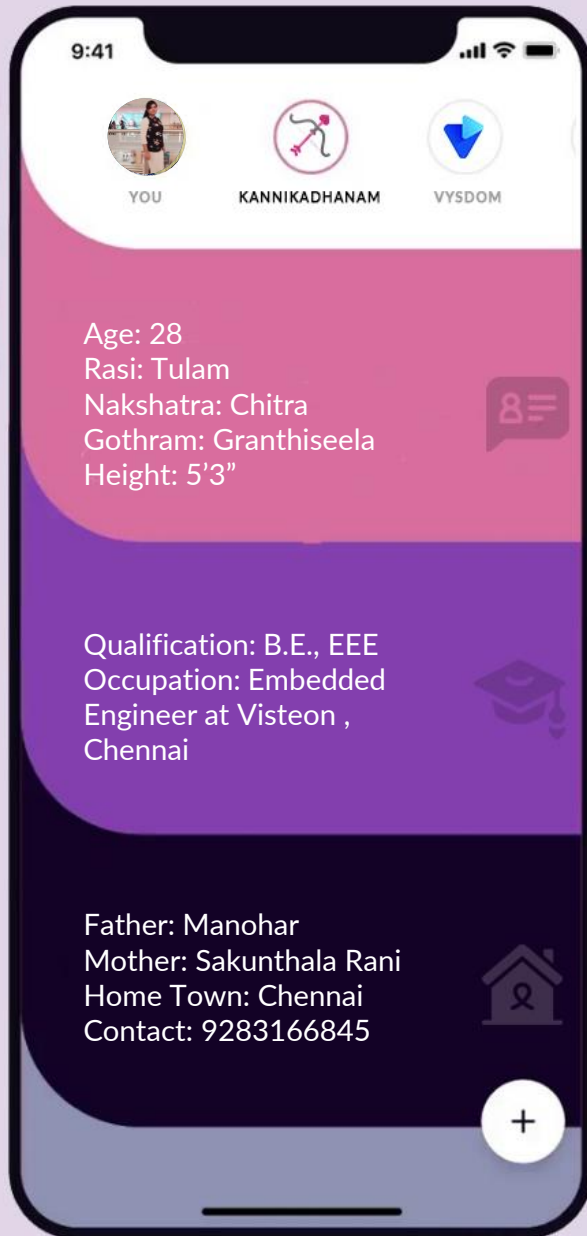 9:41
YOU
KANNIKADHANAM
VYSDOM
Age: 28
Rasi: Tulam
Nakshatra: Chitra
Gothram: Granthiseela
Height: 5’3”
Qualification: B.E., EEE
Occupation: Embedded
Engineer at Visteon ,
Chennai
Father: Manohar
Mother: Sakunthala Rani
Home Town: Chennai
Contact: 9283166845